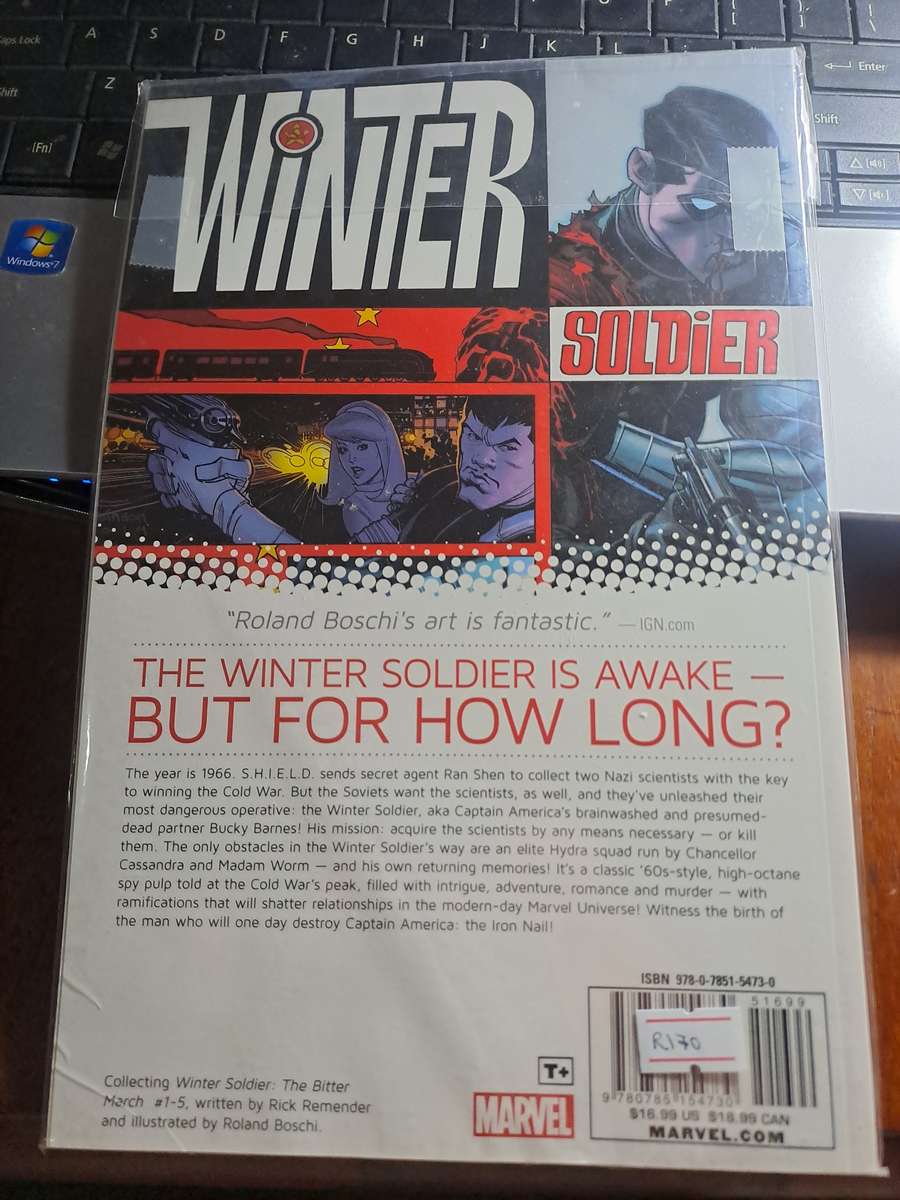 Caps Lock
A
S
D
F
G
H
J
K
L
Enter
Shift
Z
Shift
[Fn]
Windows 7
WiNTER
SOLDiER
“Roland Boschi's art is fantastic.” — IGN.com
THE WINTER SOLDIER IS AWAKE —
BUT FOR HOW LONG?
The year is 1966. S.H.I.E.L.D. sends secret agent Ran Shen to collect two Nazi scientists with the key
to winning the Cold War. But the Soviets want the scientists, as well, and they've unleashed their
most dangerous operative: the Winter Soldier, aka Captain America's brainwashed and presumed-
dead partner Bucky Barnes! His mission: acquire the scientists by any means necessary — or kill
them. The only obstacles in the Winter Soldier's way are an elite Hydra squad run by Chancellor
Cassandra and Madam Worm — and his own returning memories! It's a classic '60s-style, high-octane
spy pulp told at the Cold War's peak, filled with intrigue, adventure, romance and murder — with
ramifications that will shatter relationships in the modern-day Marvel Universe! Witness the birth of
the man who will one day destroy Captain America: the Iron Nail!
ISBN 978-0-7851-5473-0
51699
R170
9 780785 154730
$16.99 US $18.99 CAN
MARVEL.COM
T+
MARVEL
Collecting Winter Soldier: The Bitter
March #1-5, written by Rick Remender
and illustrated by Roland Boschi.